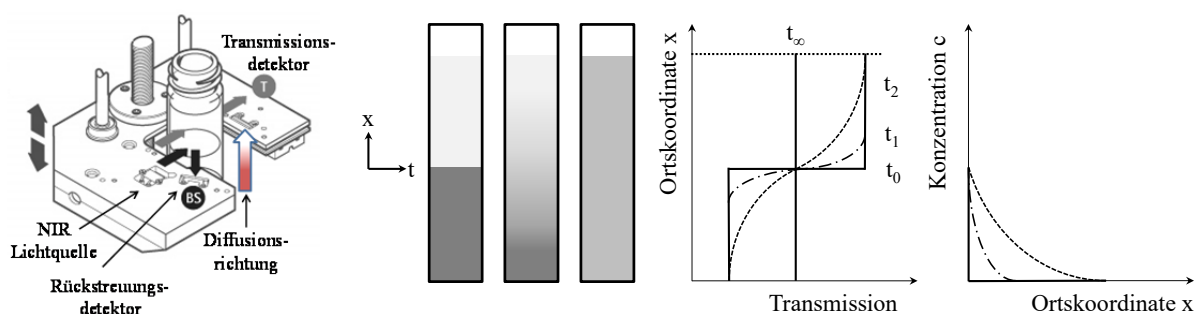 Transmissions-
detektor
T
BS
NIR
Lichtquelle
Rückstreuungs-
detektor
Diffusions-
richtung
x
t
Ortskoordinate x
t∞
t2
t1
t0
Transmission
Konzentration c
Ortskoordinate x